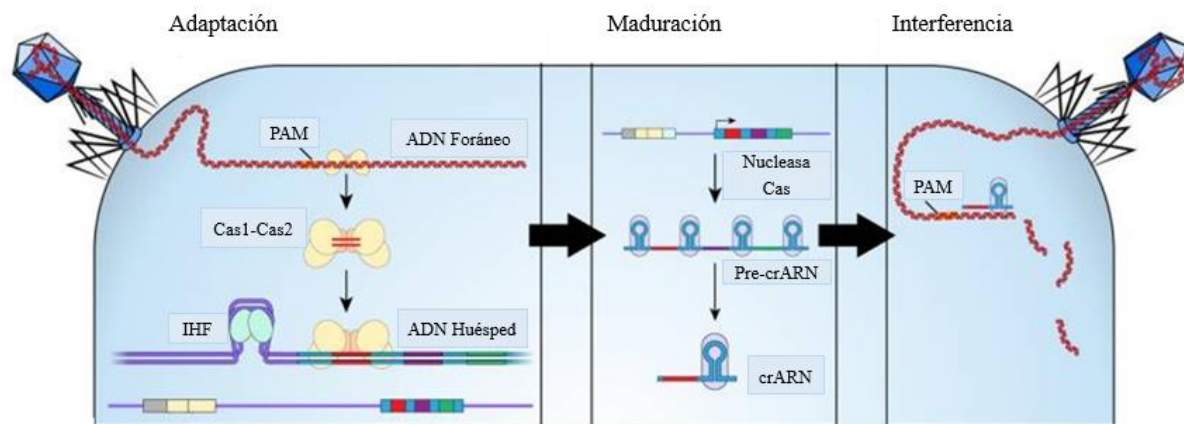 Adaptación
Maduración
Interferencia
PAM
ADN Foráneo
Cas1-Cas2
IHF
ADN Huésped
Nucleasa
Cas
Pre-crARN
crARN
PAM